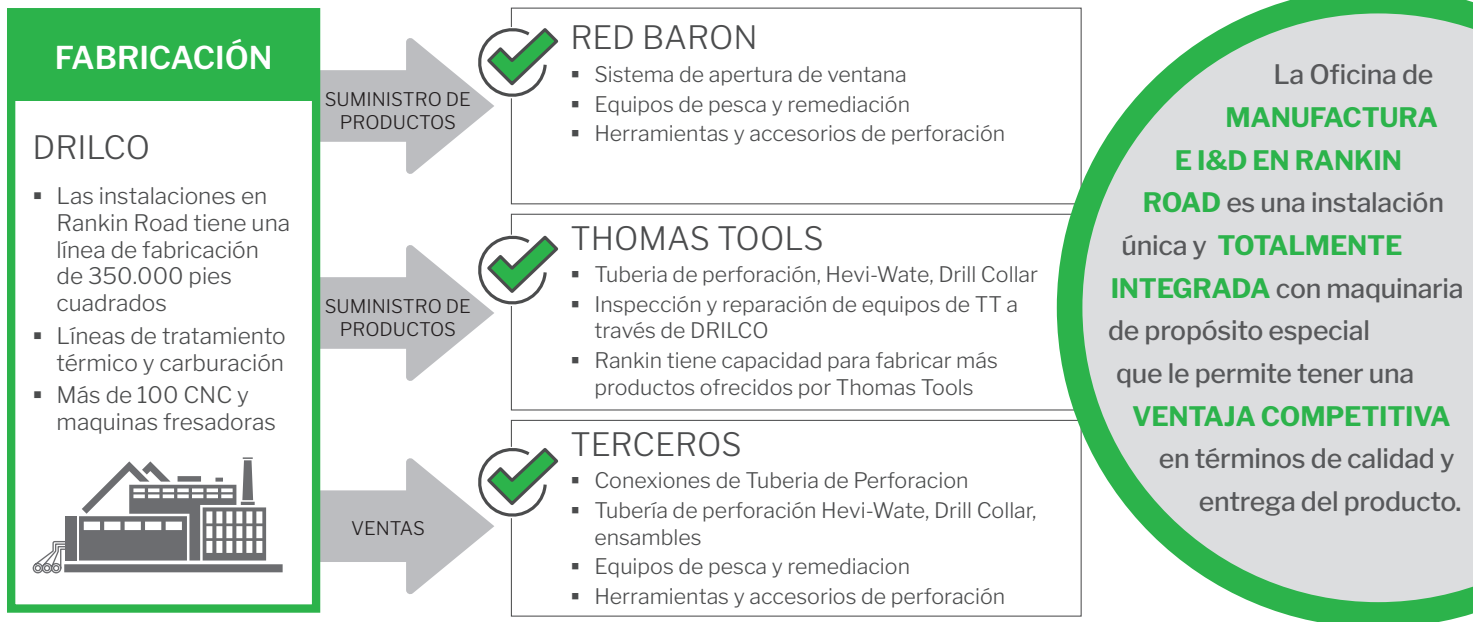 FABRICACIÓN
DRILCO
▪ Las instalaciones en
Rankin Road tiene una
línea de fabricación
de 350.000 pies
cuadrados
▪ Líneas de tratamiento
térmico y carburación
▪ Más de 100 CNC y
maquinas fresadoras
SUMINISTRO DE
PRODUCTOS
RED BARON
▪ Sistema de apertura de ventana
▪ Equipos de pesca y remediación
▪ Herramientas y accesorios de perforación
SUMINISTRO DE
PRODUCTOS
THOMAS TOOLS
▪ Tuberia de perforación, Hevi-Wate, Drill Collar
▪ Inspección y reparación de equipos de TT a
través de DRILCO
▪ Rankin tiene capacidad para fabricar más
productos ofrecidos por Thomas Tools
VENTAS
TERCEROS
▪ Conexiones de Tuberia de Perforacion
▪ Tubería de perforación Hevi-Wate, Drill Collar,
ensambles
▪ Equipos de pesca y remediacion
▪ Herramientas y accesorios de perforación
La Oficina de
MANUFACTURA
E I&D EN RANKIN
ROAD es una instalación
única y TOTALMENTE
INTEGRADA con maquinaria
de propósito especial
que le permite tener una
VENTAJA COMPETITIVA
en términos de calidad y
entrega del producto.